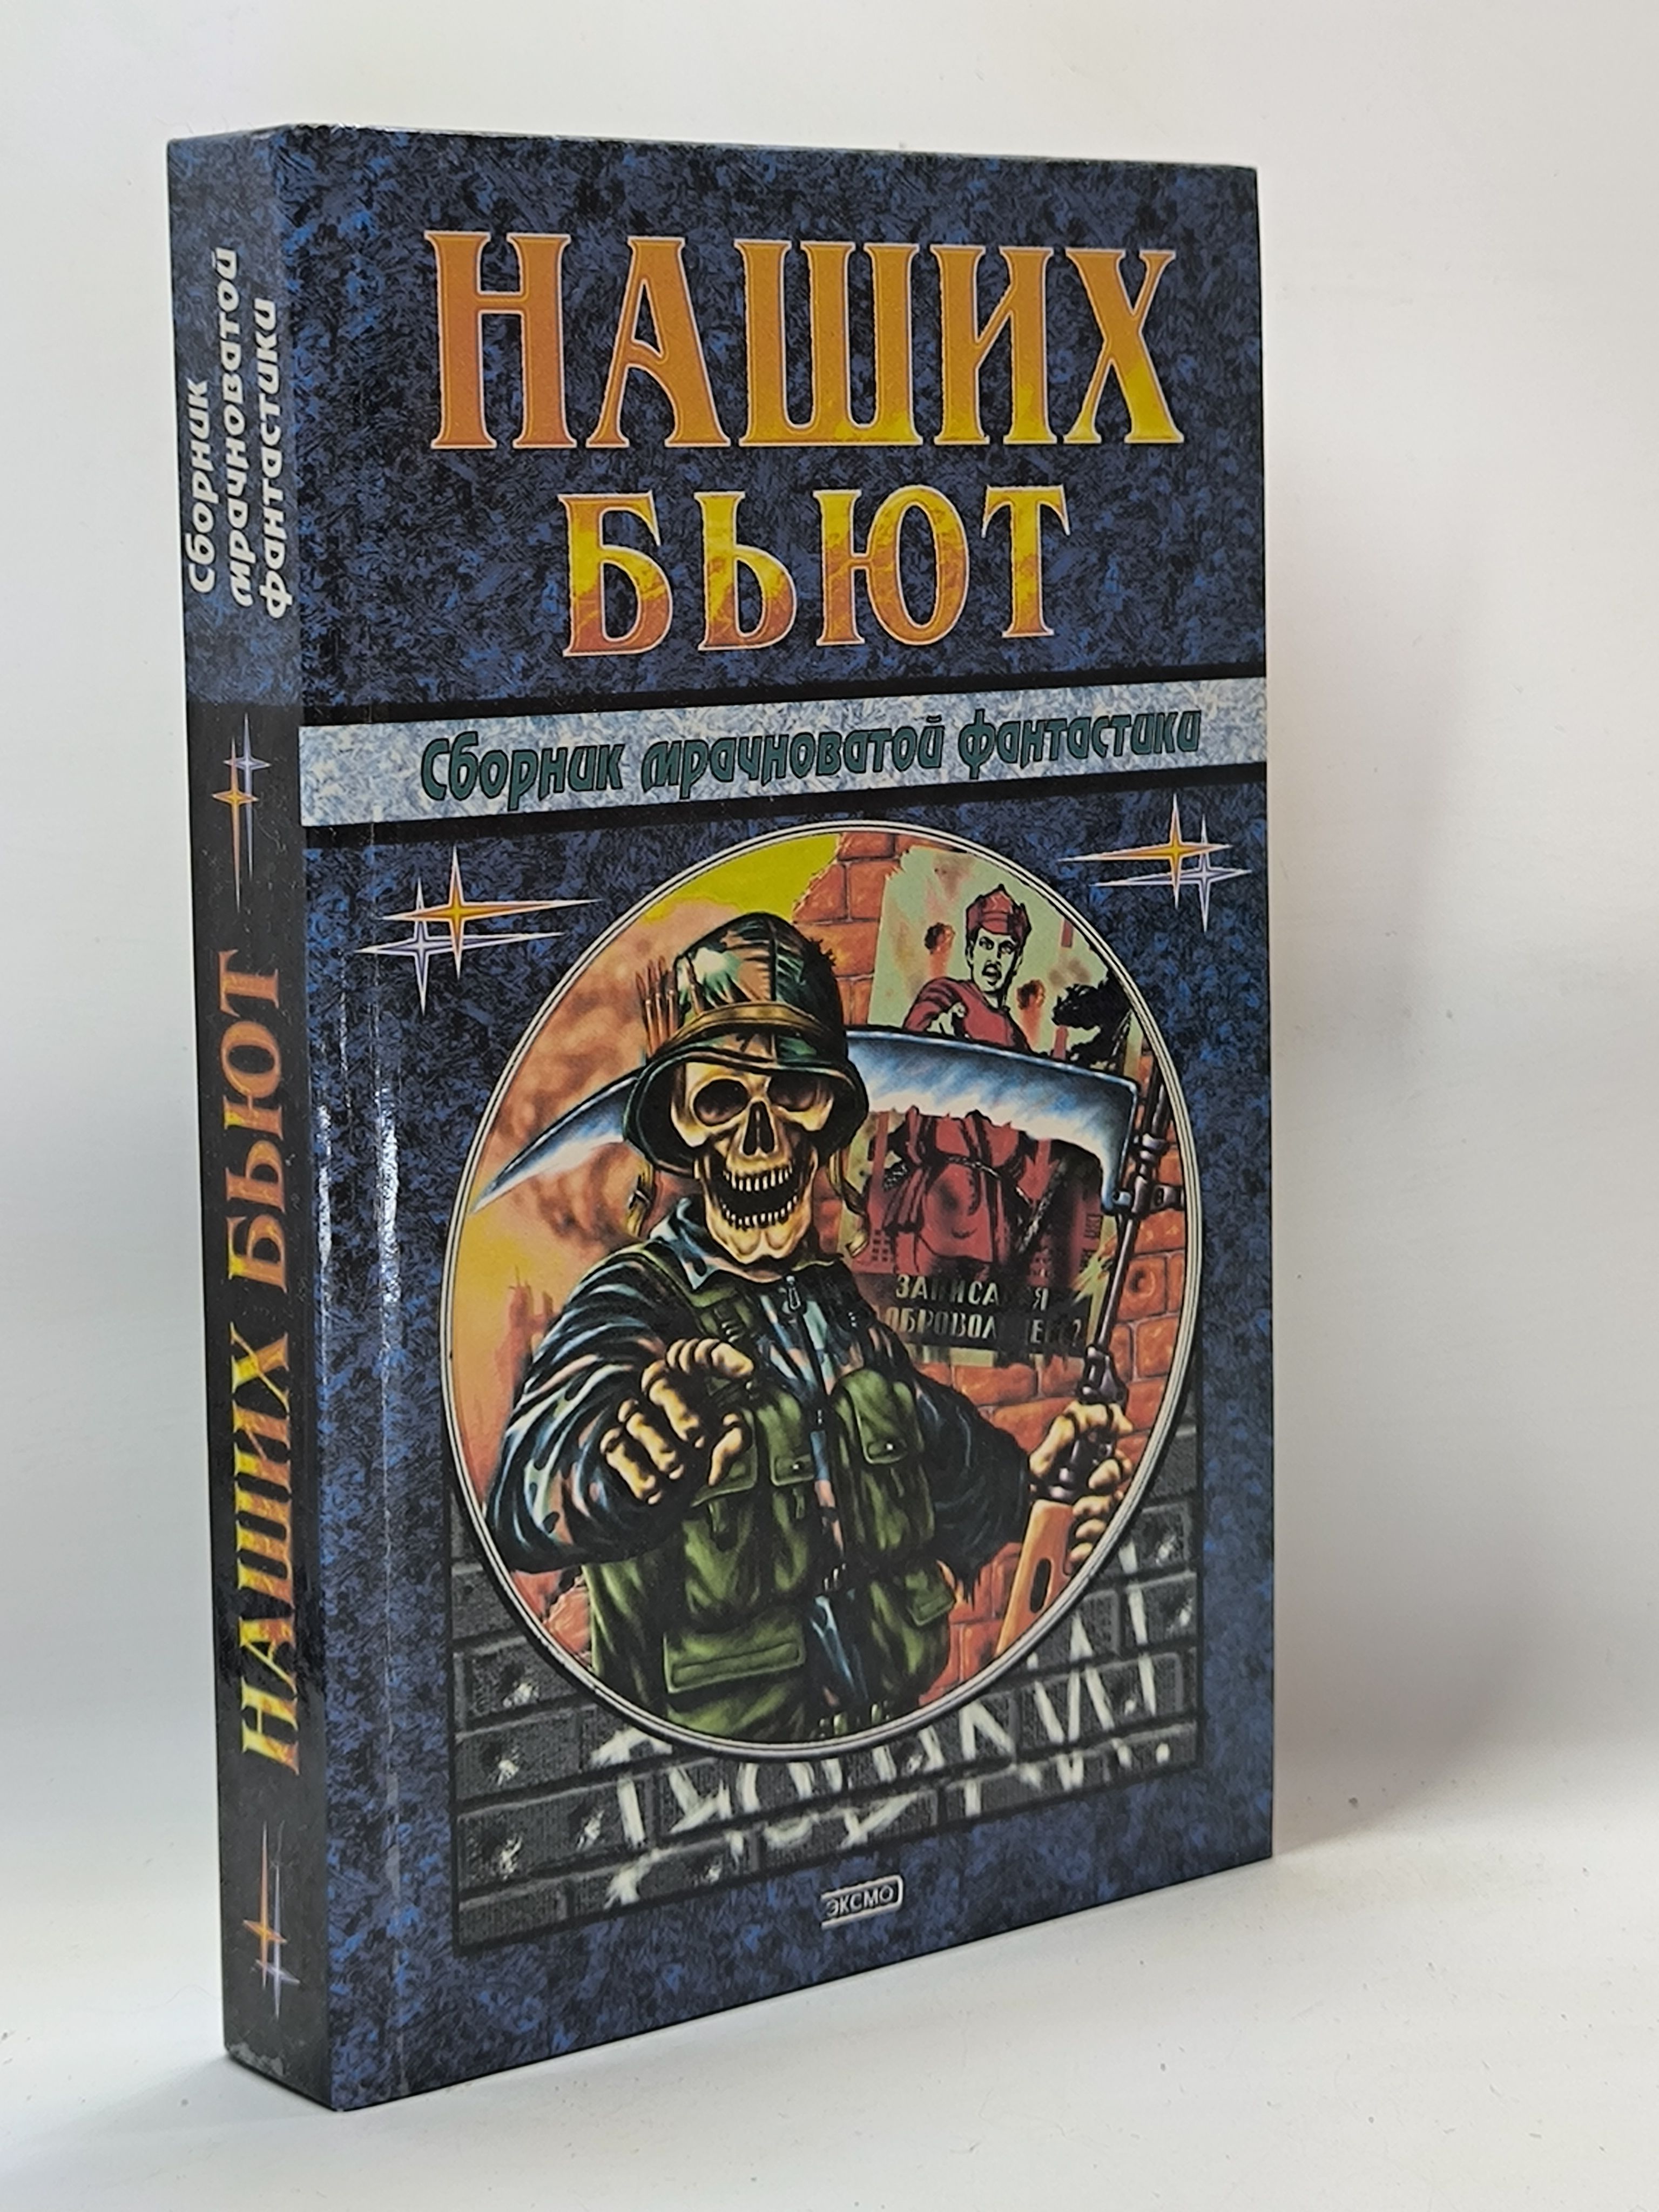 Сборник
мрачноватой
фантастики
НАШИХ БЬЮТ
НАШИХ
БЬЮТ
Сборник мрачноватой фантастики
ЭКСМО